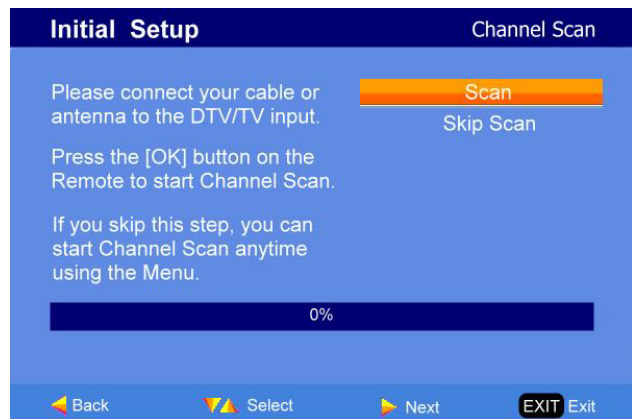 Initial Setup
Channel Scan
Please connect your cable or
antenna to the DTV/TV input.
Press the [OK] button on the
Remote to start Channel Scan.
If you skip this step, you can
start Channel Scan anytime
using the Menu.
Scan
Skip Scan
0%
Back Select Next EXIT Exit